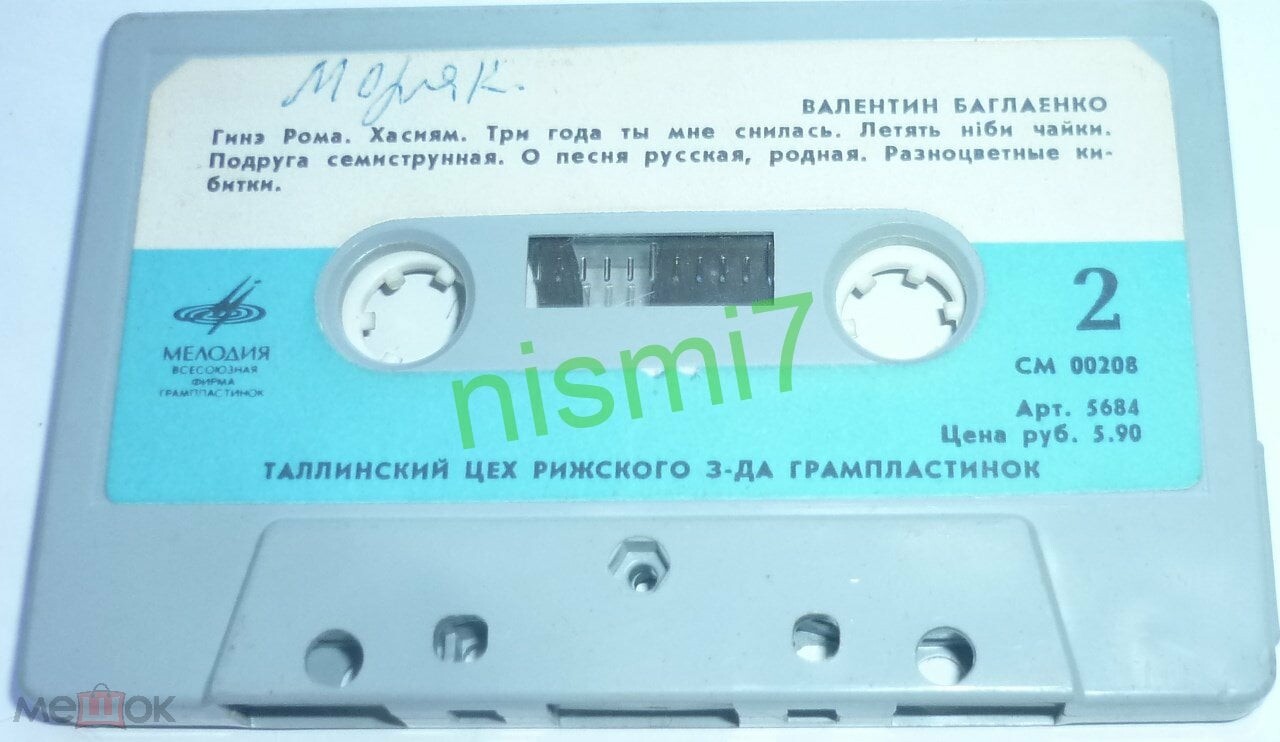 Моряк.
ВАЛЕНТИН БАГЛАЕНКО
Гинэ Рома. Хасиям. Три года ты мне снилась. Летять нiби чайки.
Подруга семиструнная. О песня русская, родная. Разноцветные ки-
битки.
2
МЕЛОДИЯ
ВСЕСОЮЗНАЯ
ФИРМА
ГРАМПЛАСТИНОК
СМ 00208
Арт. 5684
Цена руб. 5.90
ТАЛЛИНСКИЙ ЦЕХ РИЖСКОГО З-ДА ГРАМПЛАСТИНОК
nismi7
мешок